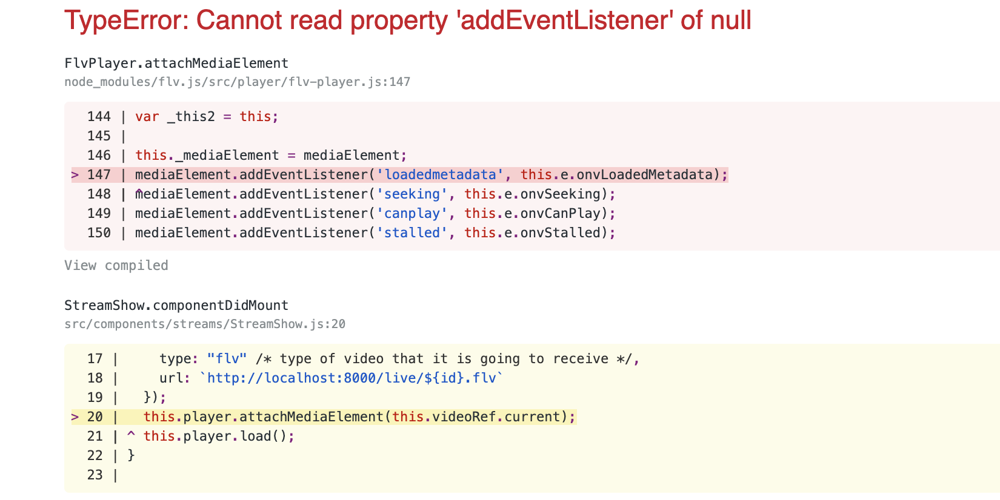 TypeError: Cannot read property 'addEventListener' of null
FlvPlayer.attachMediaElement
node_modules/flv.js/src/player/flv-player.js:147
  144 | var _this2 = this;
  145 |
  146 | this._mediaElement = mediaElement;
> 147 | mediaElement.addEventListener('loadedmetadata', this.e.onvLoadedMetadata);
  148 | ^mediaElement.addEventListener('seeking', this.e.onvSeeking);
  149 | mediaElement.addEventListener('canplay', this.e.onvCanPlay);
  150 | mediaElement.addEventListener('stalled', this.e.onvStalled);
View compiled
StreamShow.componentDidMount
src/components/streams/StreamShow.js:20
  17 |     type: "flv" /* type of video that it is going to receive */,
  18 |     url: `http://localhost:8000/live/${id}.flv`
  19 |   });
> 20 |   this.player.attachMediaElement(this.videoRef.current);
  21 | ^ this.player.load();
  22 | }
  23 |